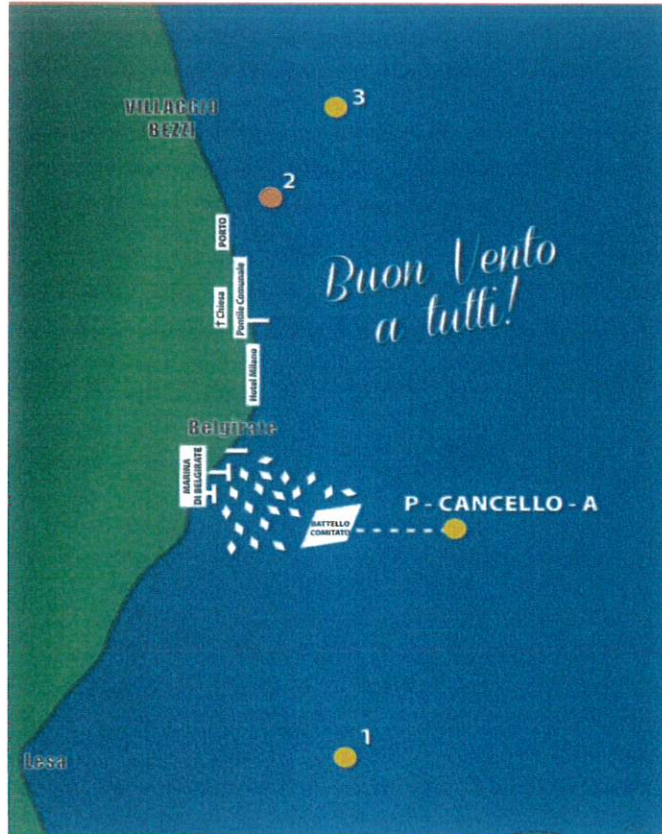 3
VILLAGGIO
BEZZI
2
PORTO
Buon Vento
a tutti!
† Chiesa
Pontile Comunale
Hotel Milano
Belgirate
MARINA
DI BELGIRATE
P - CANCELLO - A
BATTELLO
COMITATO
1
Lesa